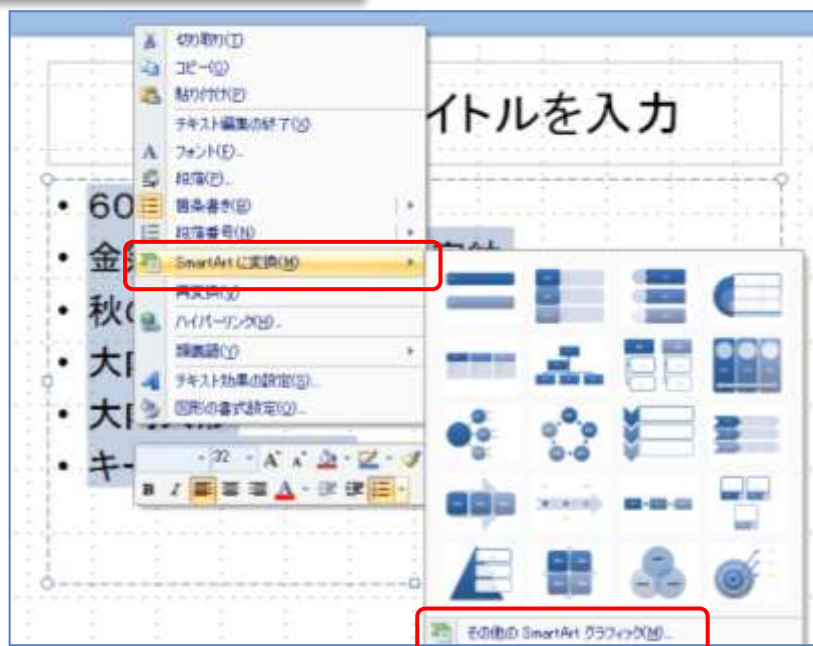 切り取り(T)
コピー(C)
貼り付け(P)
テキスト編集の終了(X)
イトルを入力
フォント(F)...
段落(P)...
• 60
箇条書き(B)
段落番号(N)
• 金
SmartArt に変換(M)
再変換(V)
• 秋の
ハイパーリンク(H)...
類義語(Y)
• 大
テキスト効果の設定(S)...
図形の書式設定(O)...
• 大
• キー
32
B I
その他の SmartArt グラフィック(M)...